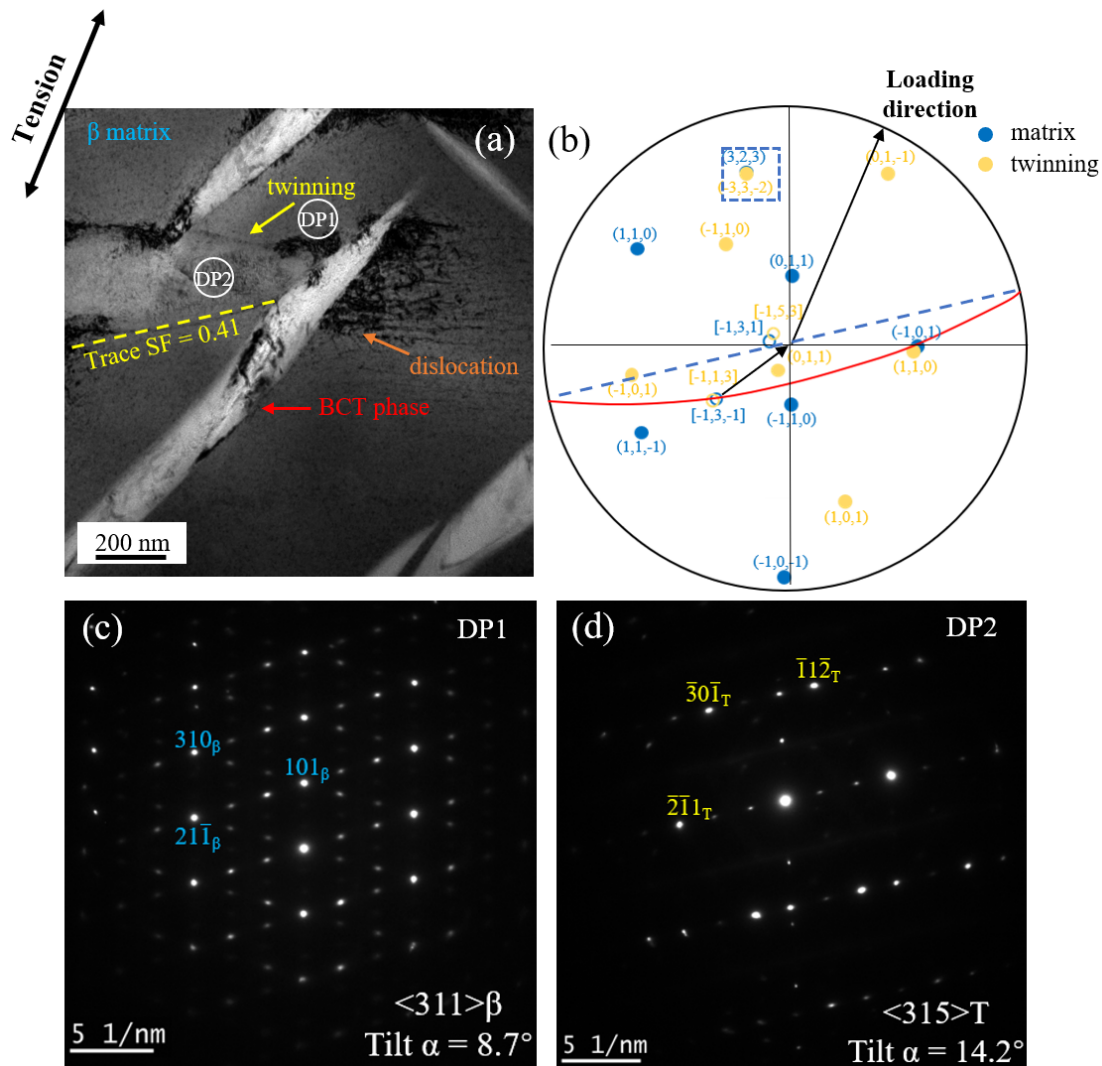 Tension
β matrix
(a)
twinning
DP1
DP2
Trace SF = 0.41
dislocation
BCT phase
200 nm
(b)
Loading
direction
matrix
twinning
(3,2,3)
(-3,3,-2)
(0,1,-1)
(1,1,0)
(-1,1,0)
(0,1,1)
[-1,5,3]
[-1,3,1]
(-1,0,1)
(0,1,1)
(1,1,0)
(-1,0,1)
[-1,1,3]
[-1,3,-1]
(-1,1,0)
(1,1,-1)
(1,0,1)
(-1,0,-1)
(c)
DP1
310β
101β
211̄β
<311>β
5 1/nm
Tilt α = 8.7°
(d)
DP2
1̄12̄T
3̄01̄T
2̄1̄1T
<315>T
5 1/nm
Tilt α = 14.2°